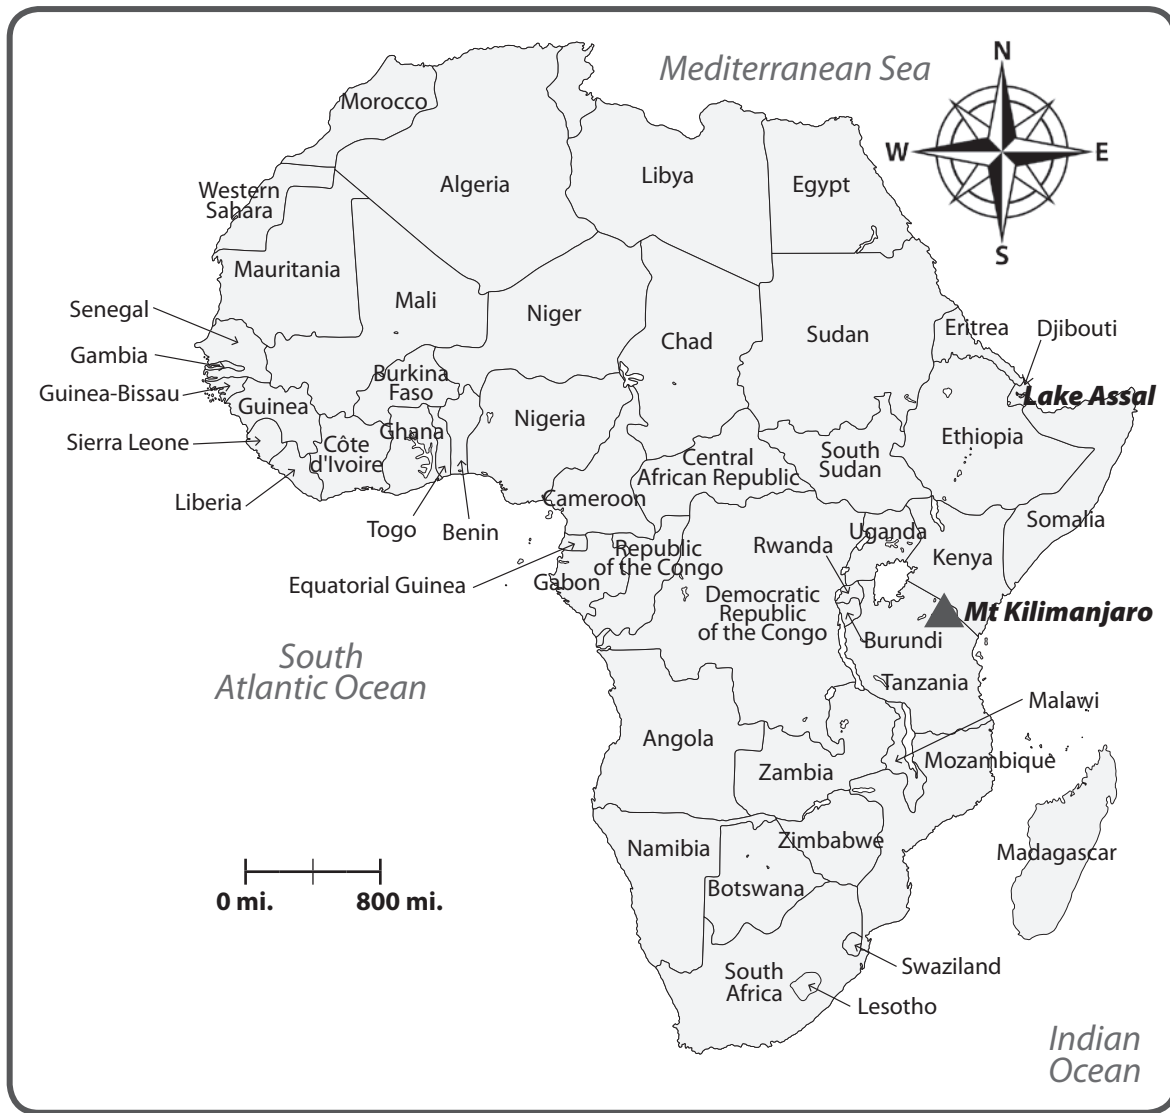 Mediterranean Sea
N
W
E
S
Morocco
Algeria
Libya
Egypt
Western
Sahara
Mauritania
Mali
Niger
Chad
Sudan
Eritrea
Djibouti
Lake Assal
Senegal
Gambia
Guinea-Bissau
Guinea
Sierra Leone
Liberia
Côte
d'Ivoire
Burkina
Faso
Ghana
Togo
Benin
Nigeria
Cameroon
Central
African Republic
South
Sudan
Ethiopia
Somalia
Equatorial Guinea
Gabon
Republic
of the Congo
Democratic
Republic
of the Congo
Rwanda
Uganda
Kenya
Mt Kilimanjaro
Burundi
Tanzania
Malawi
South
Atlantic Ocean
Angola
Zambia
Mozambique
Namibia
Zimbabwe
Botswana
Madagascar
0 mi.
800 mi.
South
Africa
Swaziland
Lesotho
Indian
Ocean